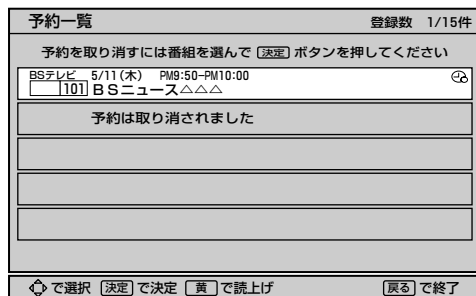 予約一覧 登録数 1/15件
予約を取り消すには番組を選んで 決定 ボタンを押してください
BSテレビ 5/11(木) PM9:50-PM10:00
101 BSニュース△△△
予約は取り消されました
で選択 決定 で決定 黄 で読上げ 戻る で終了